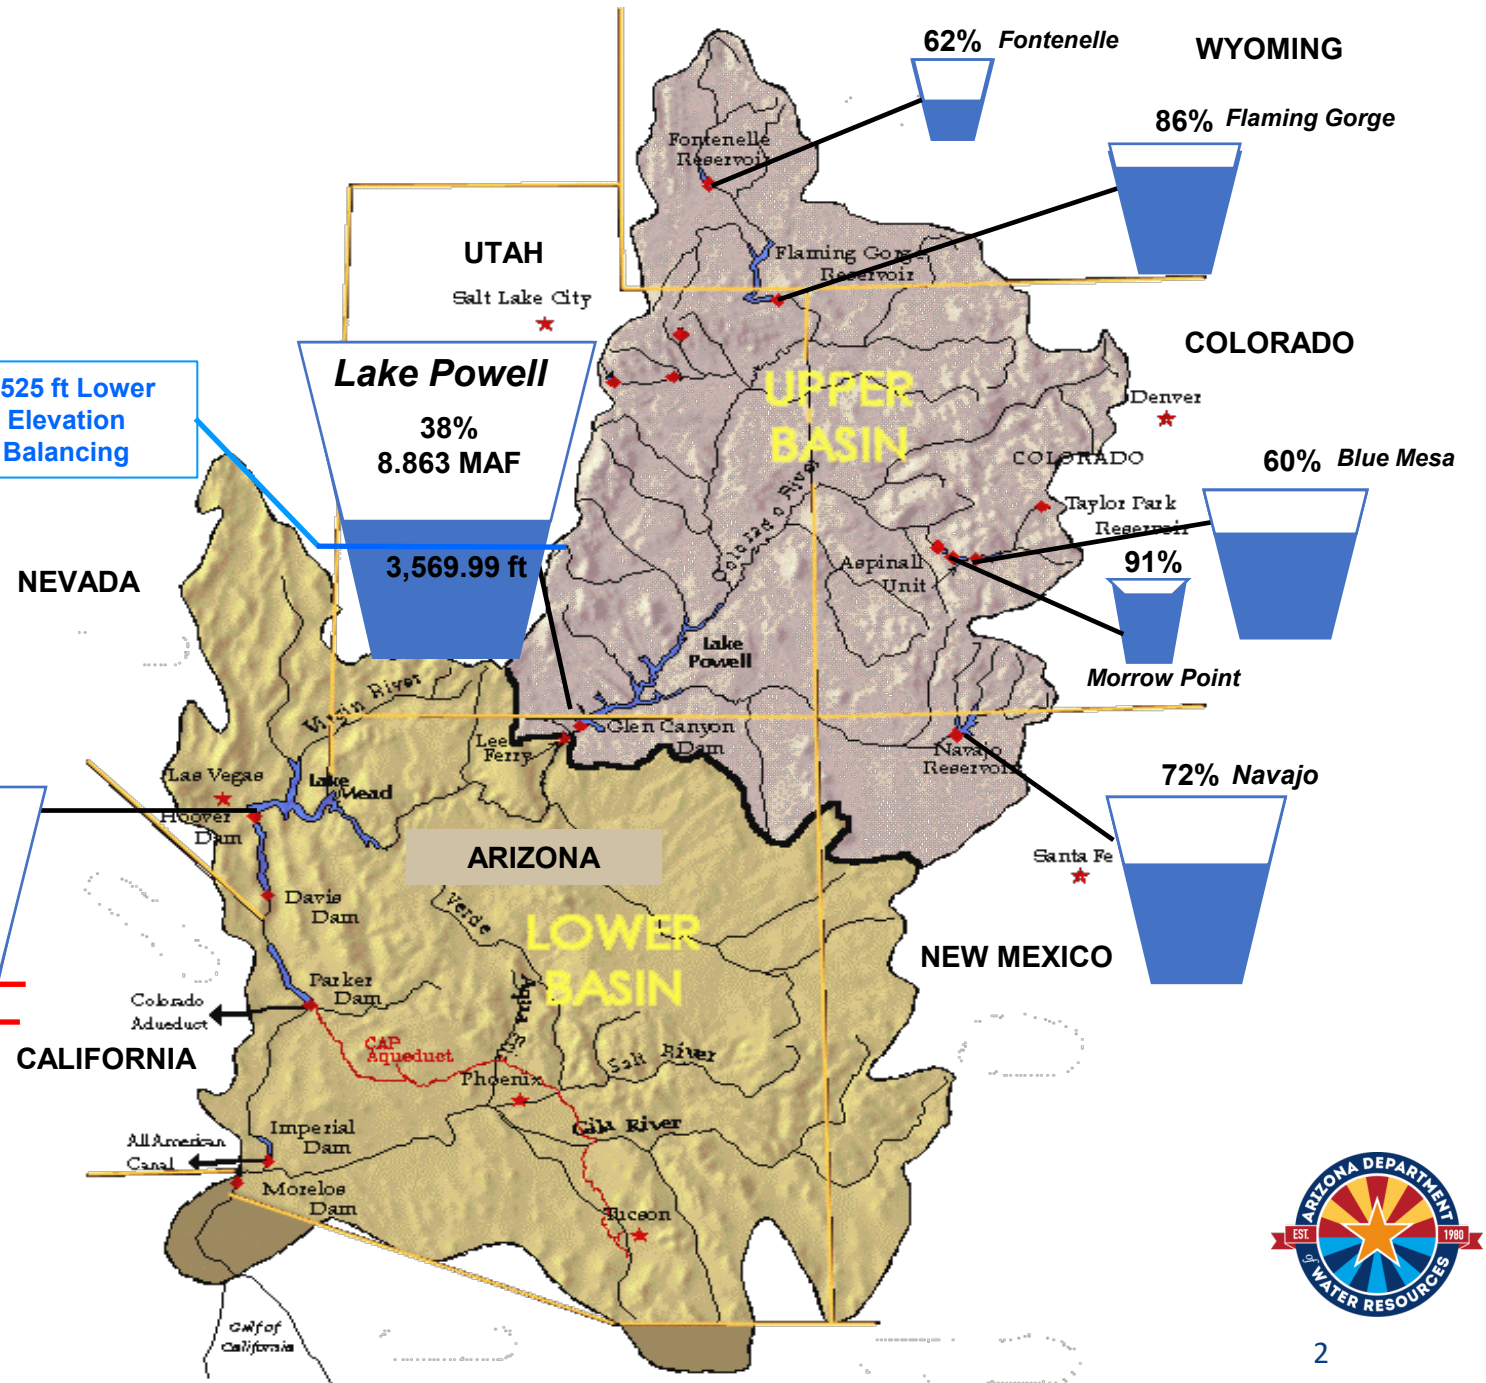 62% Fontenelle
WYOMING
86% Flaming Gorge
Fontenelle
Reservoir
UTAH
Flaming Gorge
Reservoir
Salt Lake City
COLORADO
Lake Powell
38%
8.863 MAF
3,569.99 ft
525 ft Lower
Elevation
Balancing
UPPER
BASIN
Denver
COLORADO
60% Blue Mesa
Taylor Park
Reservoir
Colorado River
Aspinall
Unit
91%
Morrow Point
NEVADA
Lake
Powell
Virgin River
Glen Canyon
Dam
Lee
Ferry
Navajo
Reservoir
72% Navajo
Las Vegas
Lake
Mead
Hoover
Dam
ARIZONA
Santa Fe
Davis
Dam
Verde
LOWER
BASIN
NEW MEXICO
Parker
Dam
Colorado
Adueduct
CALIFORNIA
CAP
Aqueduct
Salt River
Phoenix
Gila River
Imperial
Dam
All American
Canal
Morelos
Dam
Tucson
Gulf of
California
ARIZONA DEPARTMENT
EST. 1980
of
WATER RESOURCES
2